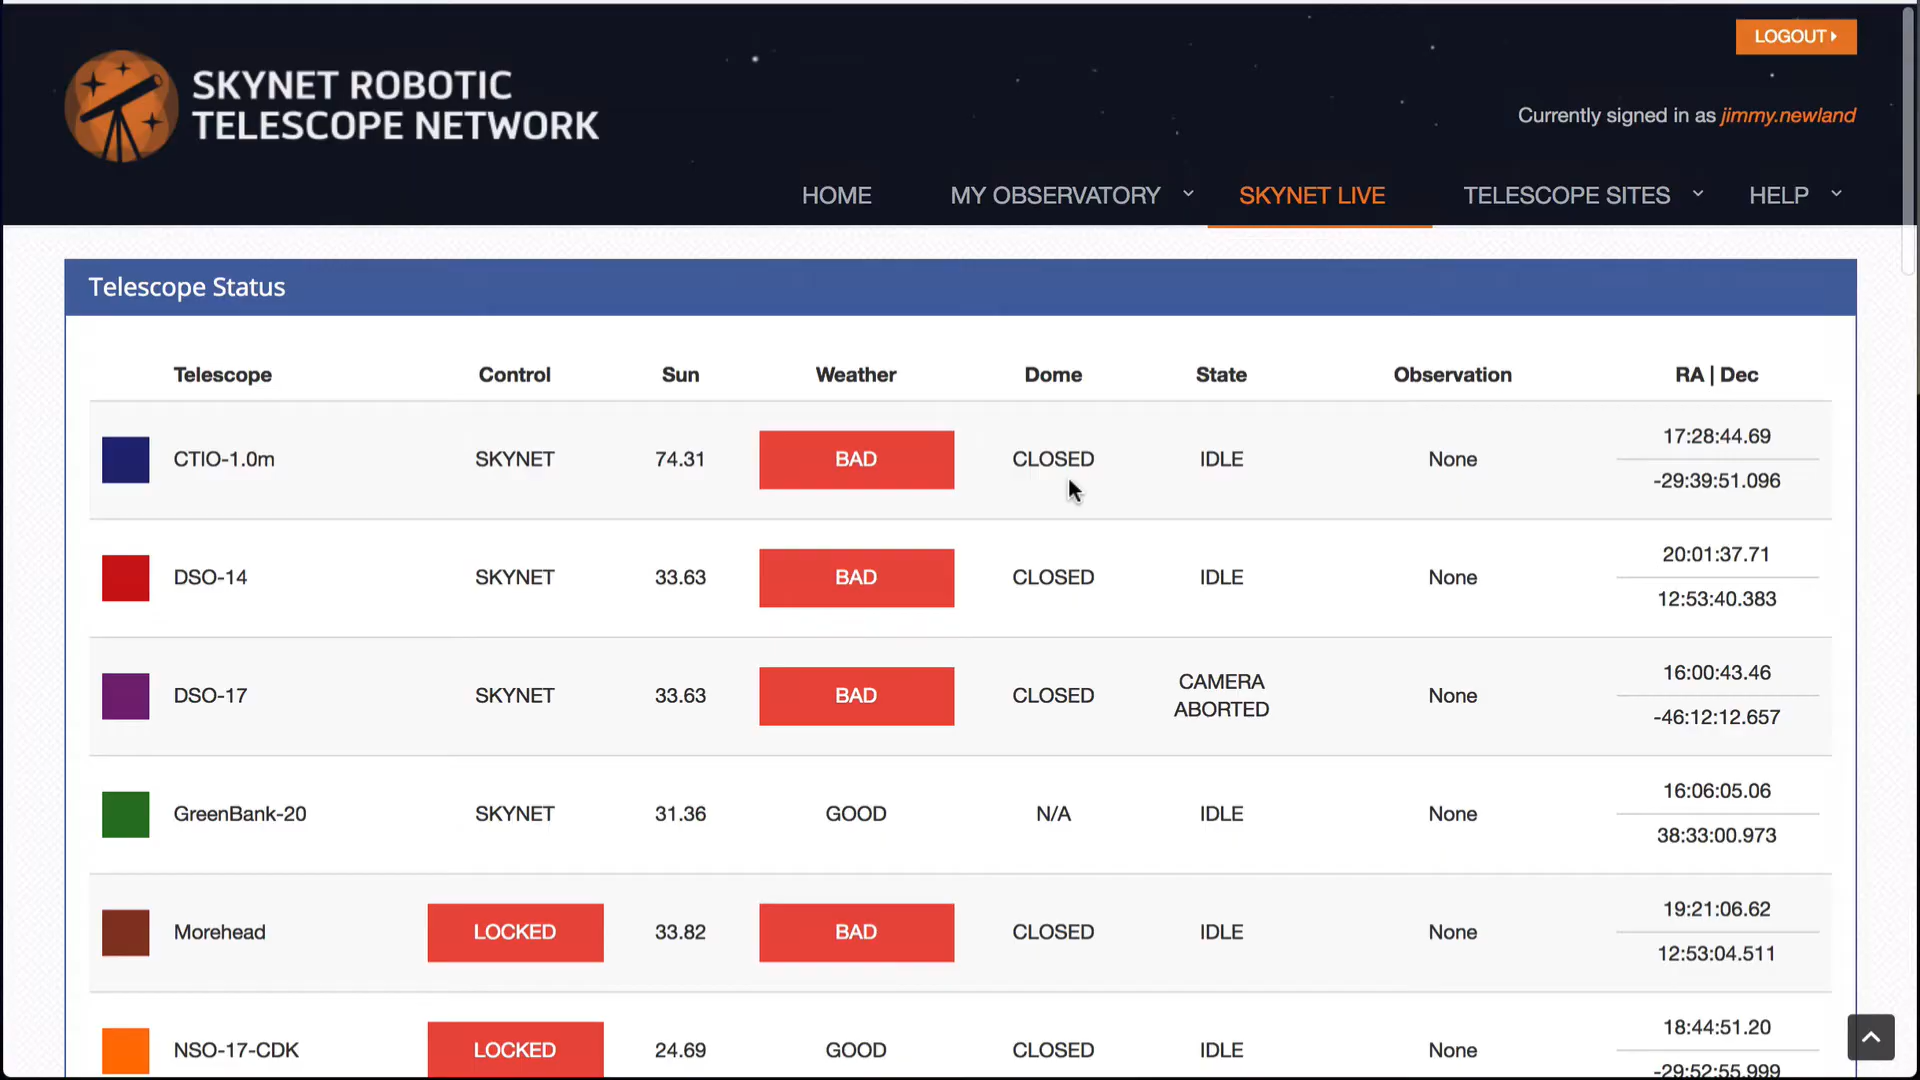 LOGOUT
SKYNET ROBOTIC
TELESCOPE NETWORK
Currently signed in as jimmy.newland
HOME MY OBSERVATORY SKYNET LIVE TELESCOPE SITES HELP
Telescope Status
Telescope Control Sun Weather Dome State Observation RA | Dec
CTIO-1.0m SKYNET 74.31 BAD CLOSED IDLE None 17:28:44.69
-29:39:51.096
DSO-14 SKYNET 33.63 BAD CLOSED IDLE None 20:01:37.71
12:53:40.383
DSO-17 SKYNET 33.63 BAD CLOSED CAMERA ABORTED None 16:00:43.46
-46:12:12.657
GreenBank-20 SKYNET 31.36 GOOD N/A IDLE None 16:06:05.06
38:33:00.973
Morehead LOCKED 33.82 BAD CLOSED IDLE None 19:21:06.62
12:53:04.511
NSO-17-CDK LOCKED 24.69 GOOD CLOSED IDLE None 18:44:51.20
-29:52:55.999